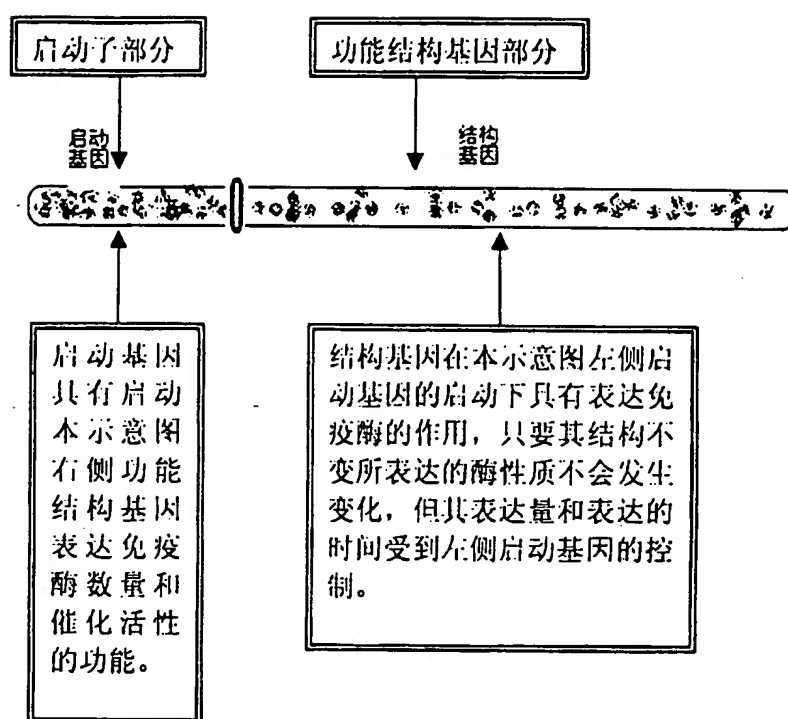 启动子部分
功能结构基因部分
启动
基因
结构
基因
启动基因
具有启动
本示意图
右侧功能
结构基因
表达免疫
酶数量和
催化活性
的功能。
结构基因在本示意图左侧启
动基因的启动下具有表达免
疫酶的作用，只要其结构不
变所表达的酶性质不会发生
变化，但其表达量和表达的
时间受到左侧启动基因的控
制。